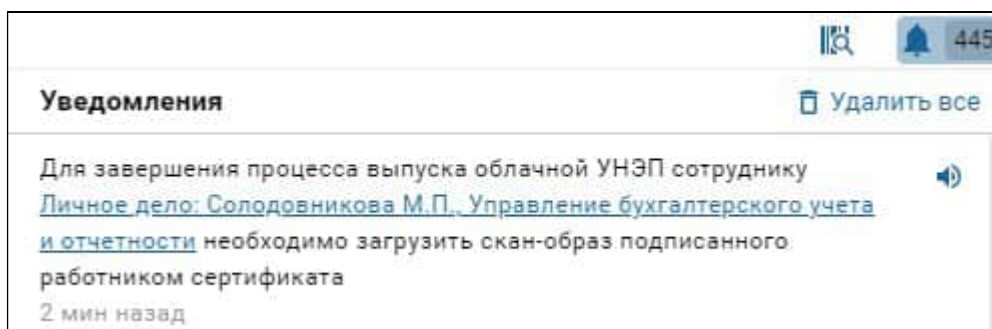 445
Уведомления
Удалить все
Для завершения процесса выпуска облачной УНЭП сотруднику
Личное дело: Солодовникова М.П., Управление бухгалтерского учета
и отчетности необходимо загрузить скан-образ подписанного
работником сертификата
2 мин назад